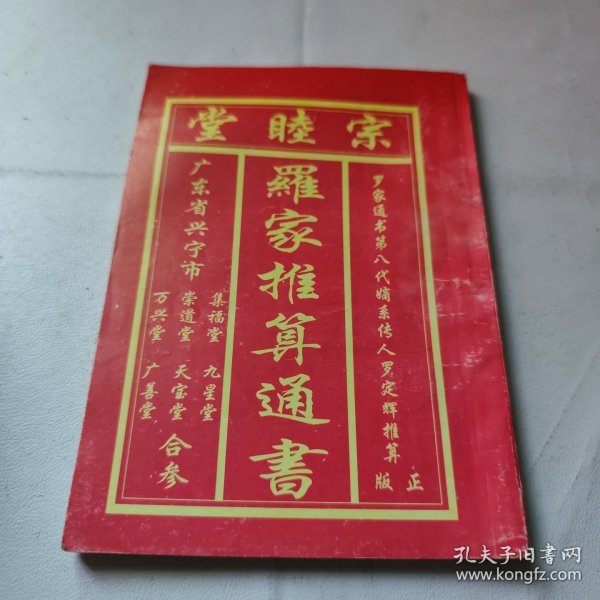 宗睦堂
罗家通书第八代嫡系传人罗定辉推算
正版
羅家推算通書
广东省兴宁市
集福堂 九星堂
崇道堂 天宝堂
万兴堂 广善堂
合参
孔夫子旧书网
www.kongfz.com